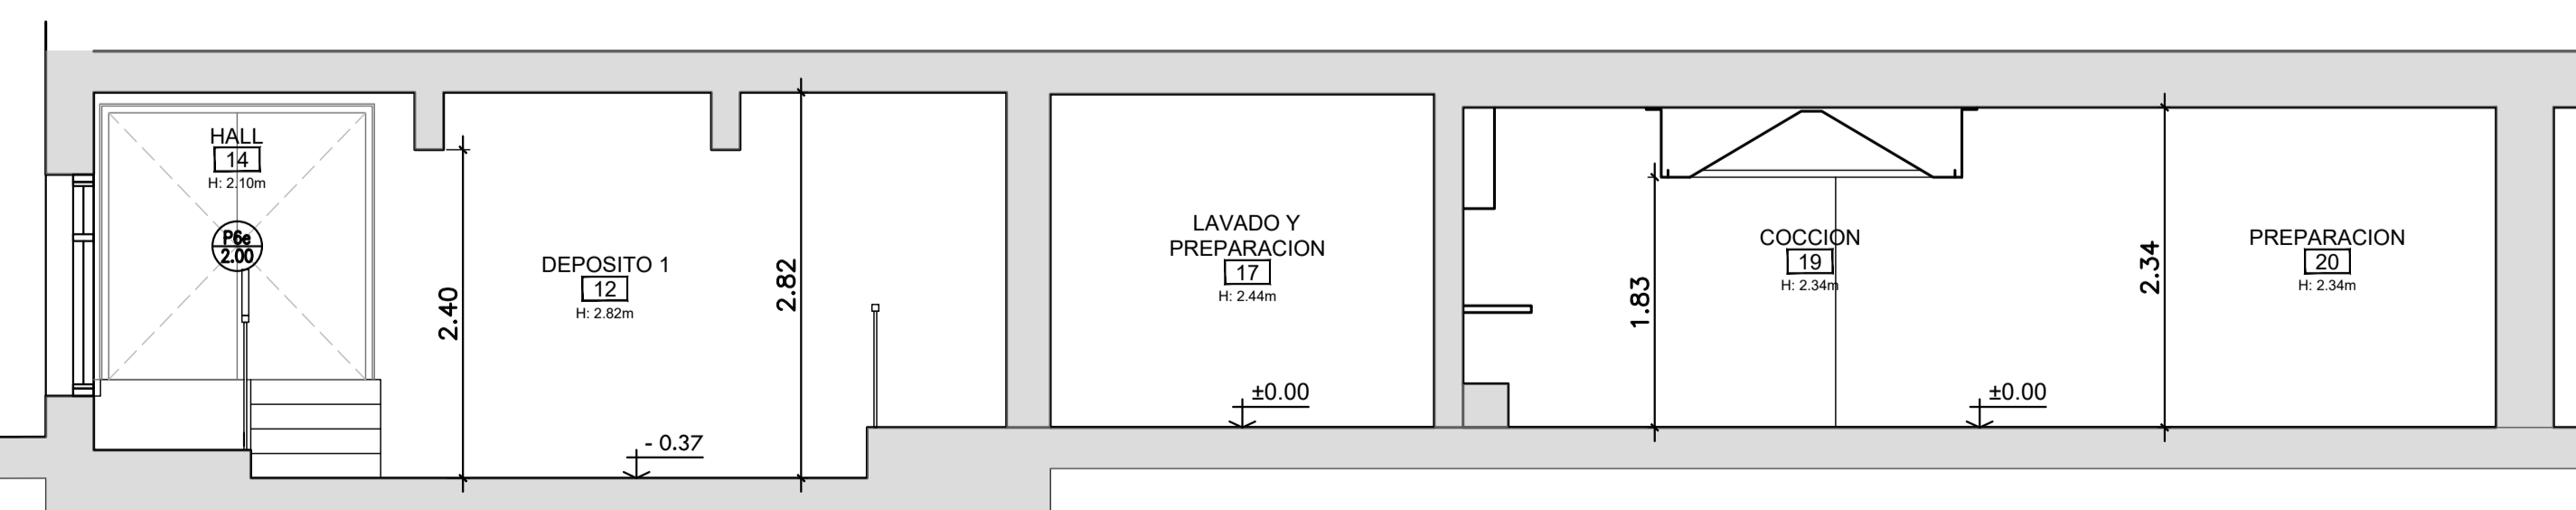 HALL
14
H: 2.10m
P6e
2.00
2.40
DEPOSITO 1
12
H: 2.82m
- 0.37
2.82
LAVADO Y
PREPARACION
17
H: 2.44m
±0.00
1.83
COCCION
19
H: 2.34m
±0.00
2.34
PREPARACION
20
H: 2.34m